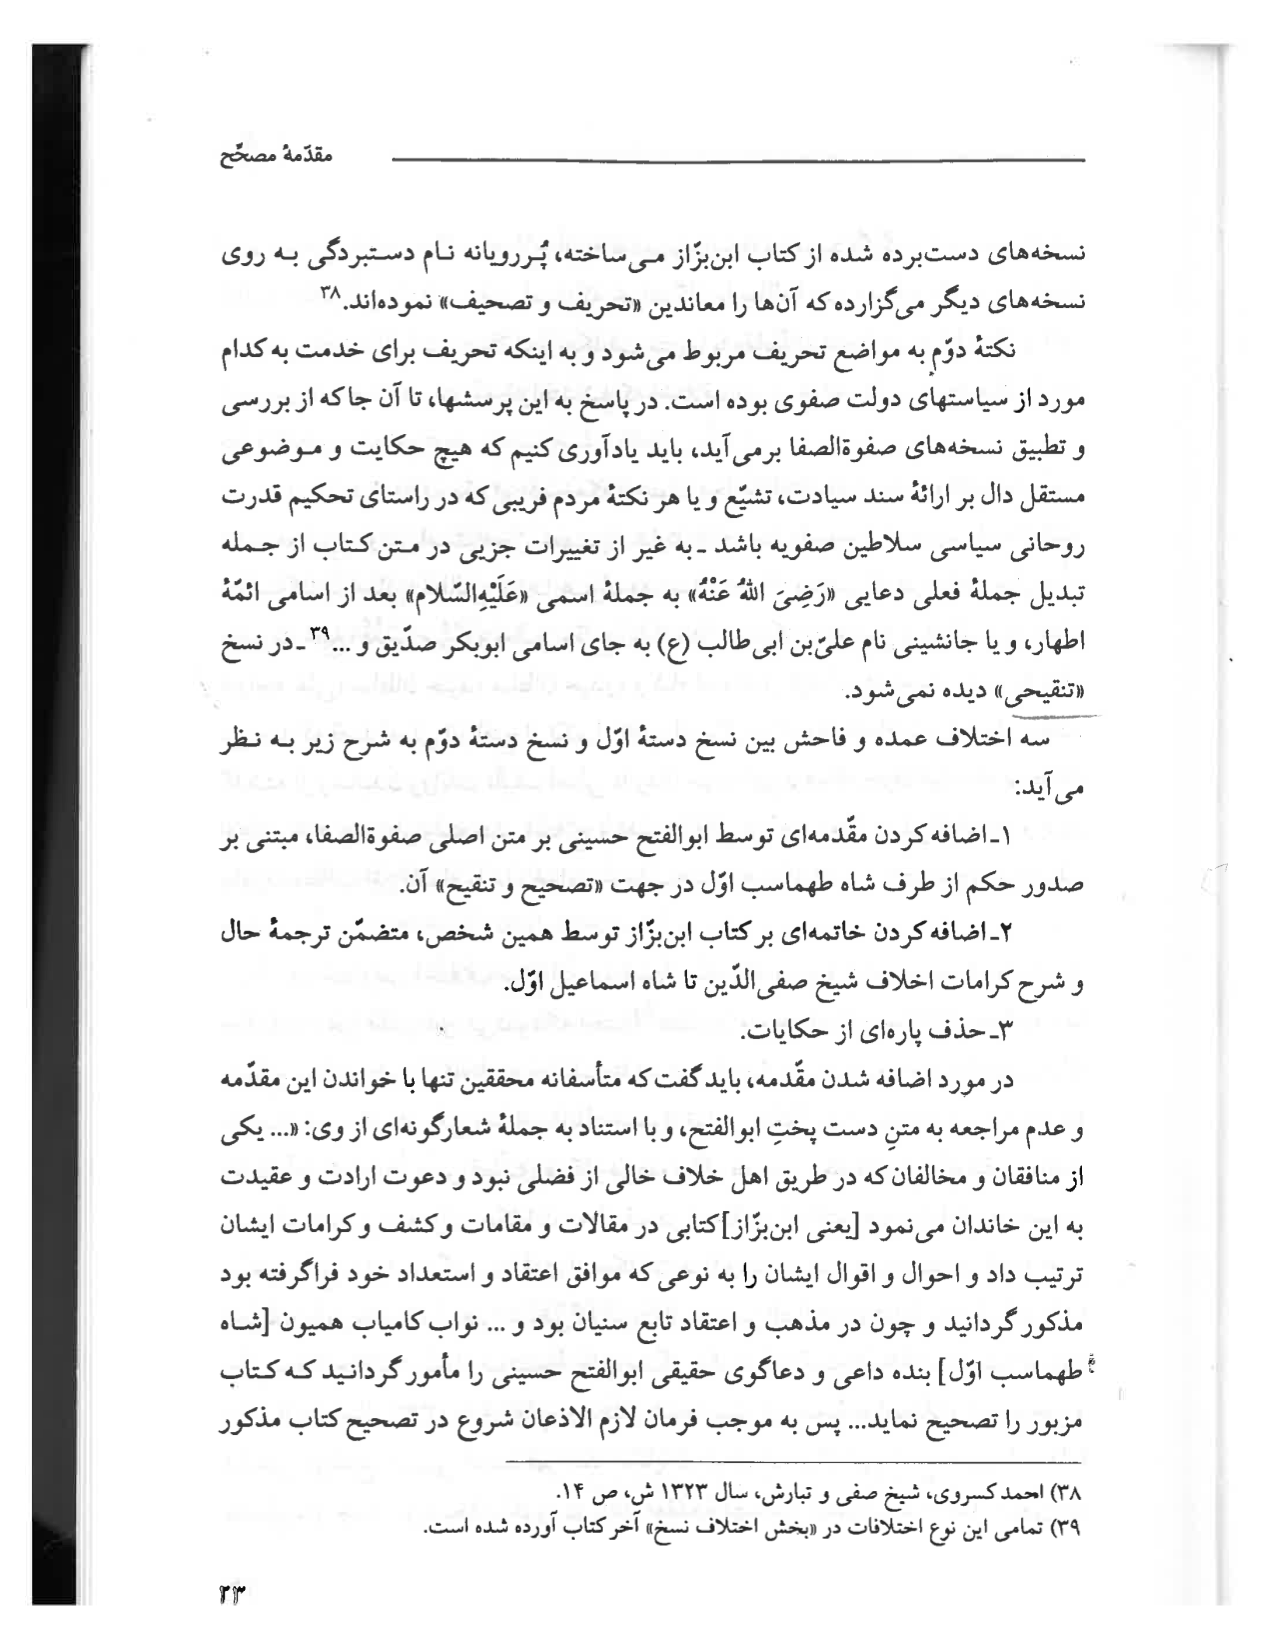 مقدّمهٔ مصحّح
نسخه‌های دست‌برده شده از کتاب ابن‌بزّاز می‌ساخته، پُررویانه نام دستبردگی به روی
نسخه‌های دیگر می‌گزارده که آن‌ها را معاندین «تحریف و تصحیف» نموده‌اند.۳۸
نکتهٔ دوّم به مواضع تحریف مربوط می‌شود و به اینکه تحریف برای خدمت به کدام
مورد از سیاستهای دولت صفوی بوده است. در پاسخ به این پرسشها، تا آن جا که از بررسی
و تطبیق نسخه‌های صفوةالصفا برمی‌آید، باید یادآوری کنیم که هیچ حکایت و موضوعی
مستقل دال بر ارائهٔ سند سیادت، تشیّع و یا هر نکتهٔ مردم فریبی که در راستای تحکیم قدرت
روحانی سیاسی سلاطین صفویه باشد ـ به غیر از تغییرات جزیی در متن کتاب از جمله
تبدیل جملهٔ فعلی دعایی «رَضِیَ اللهُ عَنْهُ» به جملهٔ اسمی «عَلَیْهِ‌السَّلام» بعد از اسامی ائمّهٔ
اطهار، و یا جانشینی نام علیّ‌بن ابی‌طالب (ع) به جای اسامی ابوبکر صدّیق و ...۳۹ ـ در نسخ
«تنقیحی» دیده نمی‌شود.
سه اختلاف عمده و فاحش بین نسخ دستهٔ اوّل و نسخ دستهٔ دوّم به شرح زیر به نظر
می‌آید:
۱ـ اضافه کردن مقّدمه‌ای توسط ابوالفتح حسینی بر متن اصلی صفوةالصفا، مبتنی بر
صدور حکم از طرف شاه طهماسب اوّل در جهت «تصحیح و تنقیح» آن.
۲ـ اضافه کردن خاتمه‌ای بر کتاب ابن‌بزّاز توسط همین شخص، متضمّن ترجمهٔ حال
و شرح کرامات اخلاف شیخ صفی‌الدّین تا شاه اسماعیل اوّل.
۳ـ حذف پاره‌ای از حکایات.
در مورد اضافه شدن مقّدمه، باید گفت که متأسفانه محققین تنها با خواندن این مقدّمه
و عدم مراجعه به متنِ دست پختِ ابوالفتح، و با استناد به جملهٔ شعارگونه‌ای از وی: «... یکی
از منافقان و مخالفان که در طریق اهل خلاف خالی از فضلی نبود و دعوت ارادت و عقیدت
به این خاندان می‌نمود [یعنی ابن‌بزّاز] کتابی در مقالات و مقامات و کشف و کرامات ایشان
ترتیب داد و احوال و اقوال ایشان را به نوعی که موافق اعتقاد و استعداد خود فراگرفته بود
مذکور گردانید و چون در مذهب و اعتقاد تابع سنیان بود و ... نواب کامیاب همیون [شاه
طهماسب اوّل] بنده داعی و دعاگوی حقیقی ابوالفتح حسینی را مأمور گردانید که کتاب
مزبور را تصحیح نماید... پس به موجب فرمان لازم الاذعان شروع در تصحیح کتاب مذکور
۳۸) احمد کسروی، شیخ صفی و تبارش، سال ۱۳۲۳ ش، ص ۱۴.
۳۹) تمامی این نوع اختلافات در «بخش اختلاف نسخ» آخر کتاب آورده شده است.
۲۳